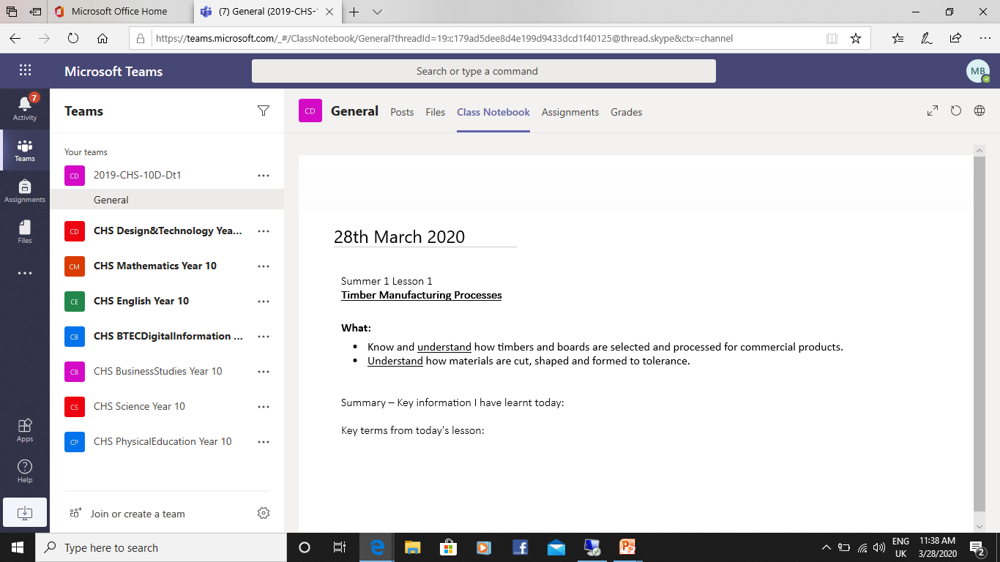 Microsoft Office Home
(7) General (2019-CHS-1
https://teams.microsoft.com/_#/ClassNotebook/General?threadId=19:c179ad5dee8d4e199d9433dcd1f40125@thread.skype&ctx=channel
Microsoft Teams
Search or type a command
MB
7
Activity
Teams
Assignments
Files
Apps
Help
Teams
Your teams
CD 2019-CHS-10D-Dt1
General
CD CHS Design&Technology Yea...
CM CHS Mathematics Year 10
CE CHS English Year 10
CB CHS BTECDigitalInformation ...
CB CHS BusinessStudies Year 10
CS CHS Science Year 10
CP CHS PhysicalEducation Year 10
Join or create a team
CD General Posts Files Class Notebook Assignments Grades
28th March 2020
Summer 1 Lesson 1
Timber Manufacturing Processes
What:
• Know and understand how timbers and boards are selected and processed for commercial products.
• Understand how materials are cut, shaped and formed to tolerance.
Summary – Key information I have learnt today:
Key terms from today's lesson:
Type here to search
ENG
UK
11:38 AM
3/28/2020
2